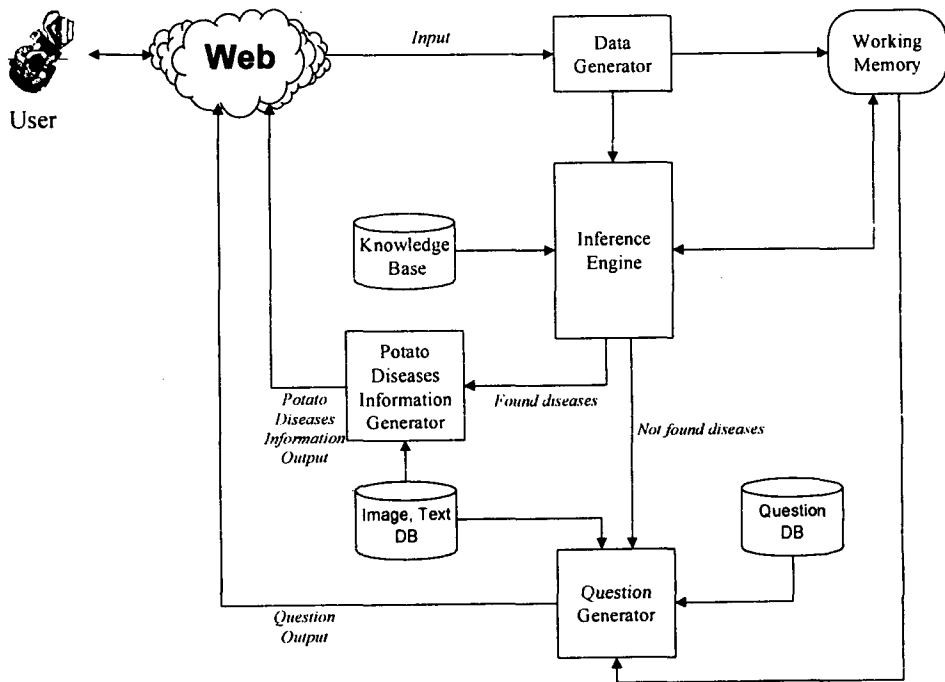 Web
Input
Data
Generator
Working
Memory
User
Knowledge
Base
Inference
Engine
Potato
Diseases
Information
Generator
Found diseases
Not found diseases
Potato
Diseases
Information
Output
Image, Text
DB
Question
DB
Question
Generator
Question
Output